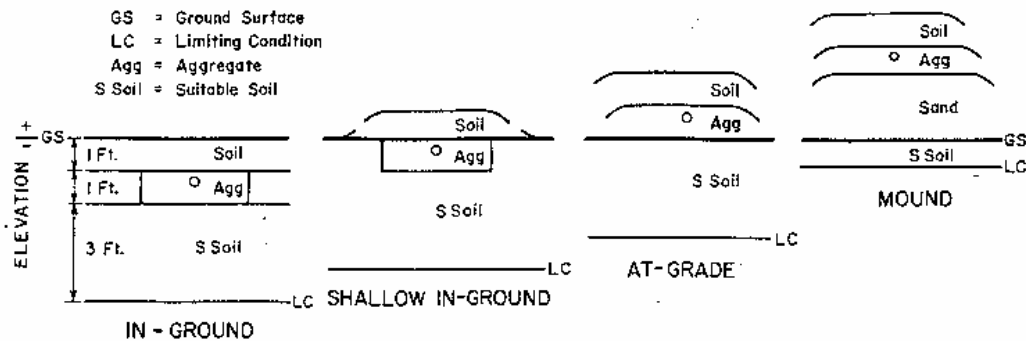 GS = Ground Surface
LC = Limiting Condition
Agg = Aggregate
S Soil = Suitable Soil
ELEVATION
+
GS
1 Ft.
Soil
1 Ft.
Agg
3 Ft.
S Soil
LC
IN - GROUND
Soil
Agg
S Soil
LC
SHALLOW IN-GROUND
Soil
Agg
S Soil
LC
AT-GRADE
Soil
Agg
Sand
GS
S Soil
LC
MOUND